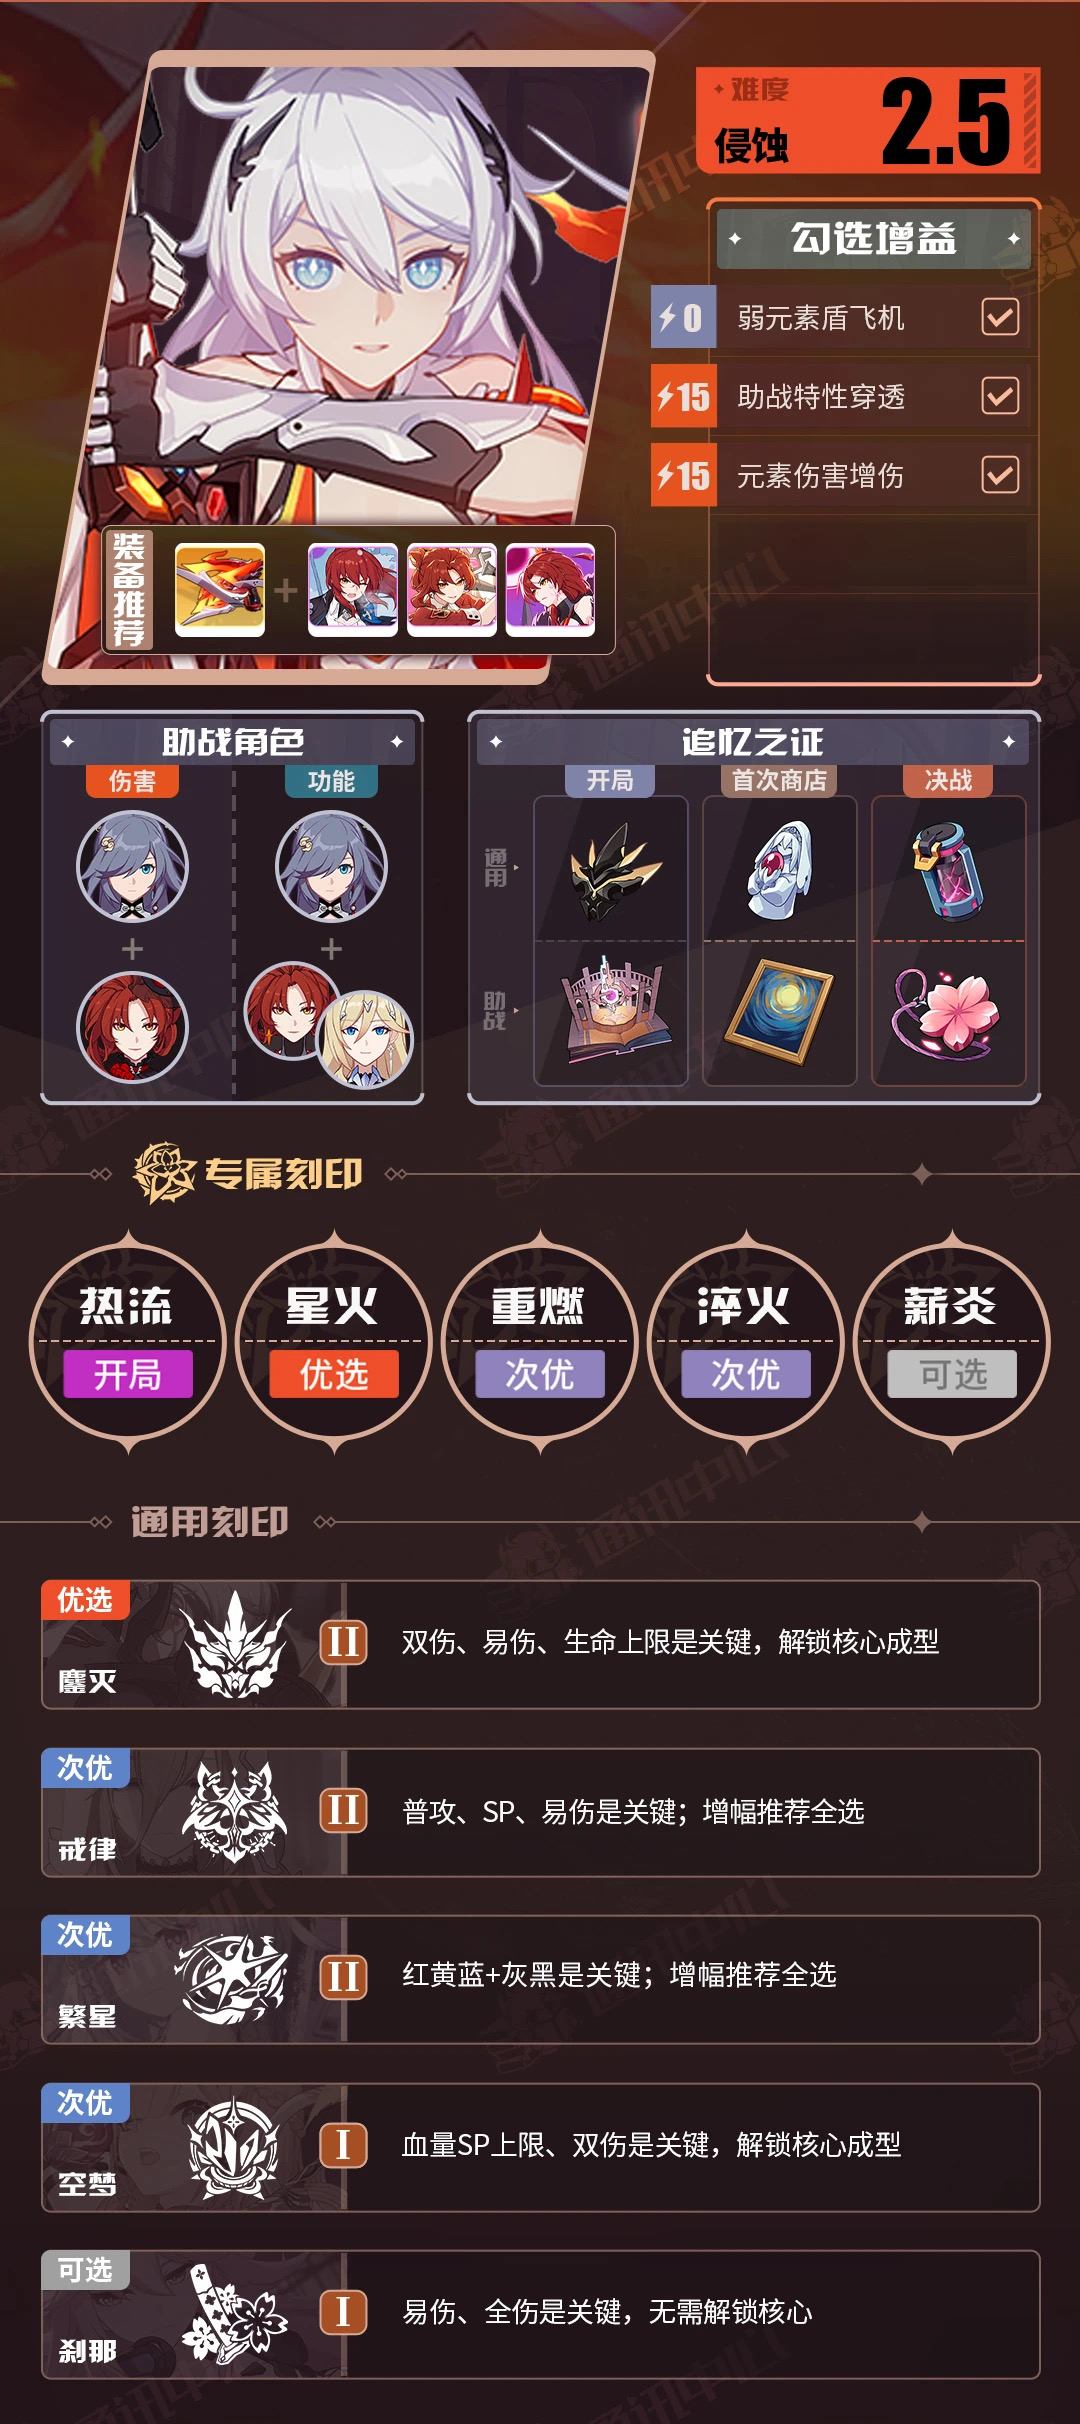 难度
侵蚀
2.5
勾选增益
0 弱元素盾飞机
15 助战特性穿透
15 元素伤害增伤
装备推荐
助战角色
伤害
功能
追忆之证
开局
首次商店
决战
通用
助战
专属刻印
热流
开局
星火
优选
重燃
次优
淬火
次优
薪炎
可选
通用刻印
优选
鏖灭
II
双伤、易伤、生命上限是关键，解锁核心成型
次优
戒律
II
普攻、SP、易伤是关键；增幅推荐全选
次优
繁星
II
红黄蓝+灰黑是关键；增幅推荐全选
次优
空梦
I
血量SP上限、双伤是关键，解锁核心成型
可选
刹那
I
易伤、全伤是关键，无需解锁核心
通讯中心